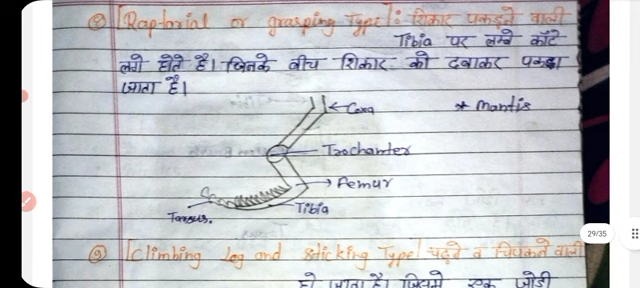 ⑧ [Raptorial or grasping Type]: शिकार पकड़ने वाली
Tibia पर लम्बे काँटे
लगे होते है। जिनके बीच शिकार को दबाकर पकड़ा
जाता है।
Coxa
* Mantis
Trochanter
Femur
Tibia
Tarsus.
29/35
⑨ [Climbing leg and Sticking Type] चढ़ने व चिपकने वाली
हो जाता है। जिसमे एक जोड़ी